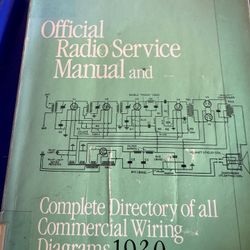 Official
Radio Service
Manual and
Complete Directory of all
Commercial Wiring
Diagrams